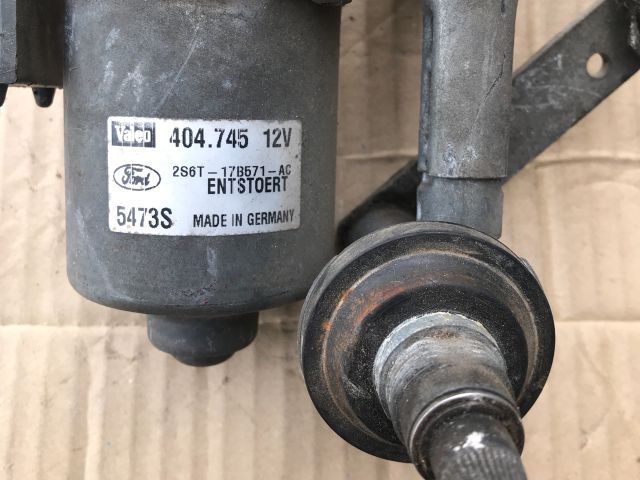 Valeo 404.745 12V
Ford 2S6T-17B571-AC
ENTSTOERT
5473S MADE IN GERMANY